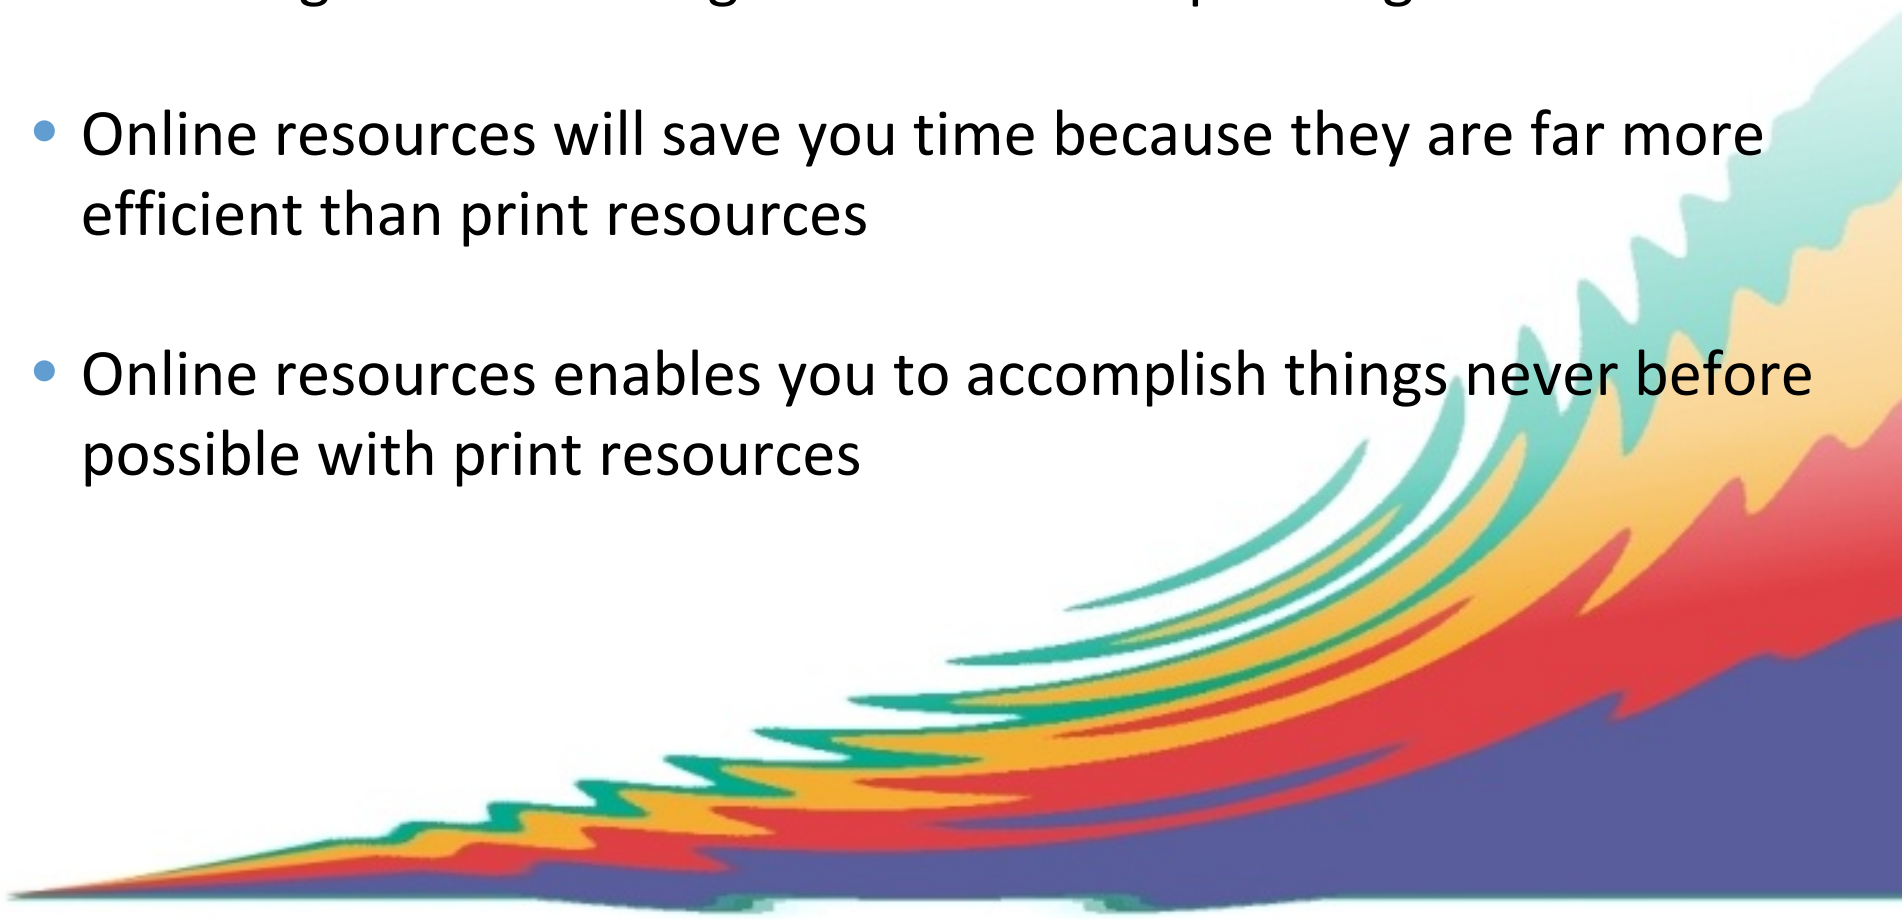 • Online resources will save you time because they are far more
efficient than print resources
• Online resources enables you to accomplish things never before
possible with print resources